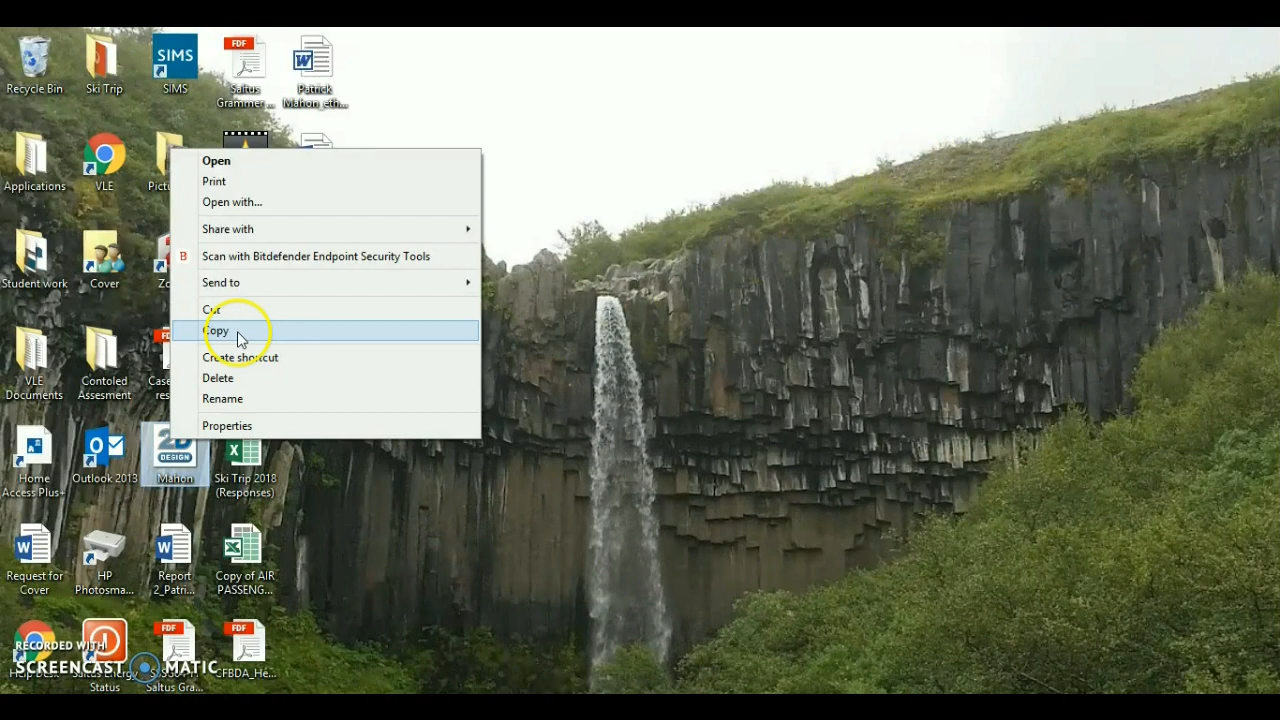 Recycle Bin
Ski Trip
SIMS
SIMS
PDF
Saltus
Grammer ...
Patrick
Mahon_eth...
Applications
VLE
Open
Print
Open with...
Share with
B
Scan with Bitdefender Endpoint Security Tools
Send to
Cut
Copy
Create shortcut
Delete
Rename
Properties
Student work
Cover
VLE
Documents
Contoled
Assesment
Home
Access Plus+
Outlook 2013
2D
DESIGN
Mahon
Ski Trip 2018
(Responses)
Request for
Cover
HP
Photosma...
Report
2_Patri...
Copy of AIR
PASSENG...
PDF
PDF
Status
Saltus Gra...
CFBDA_He...
RECORDED WITH
SCREENCAST MATIC